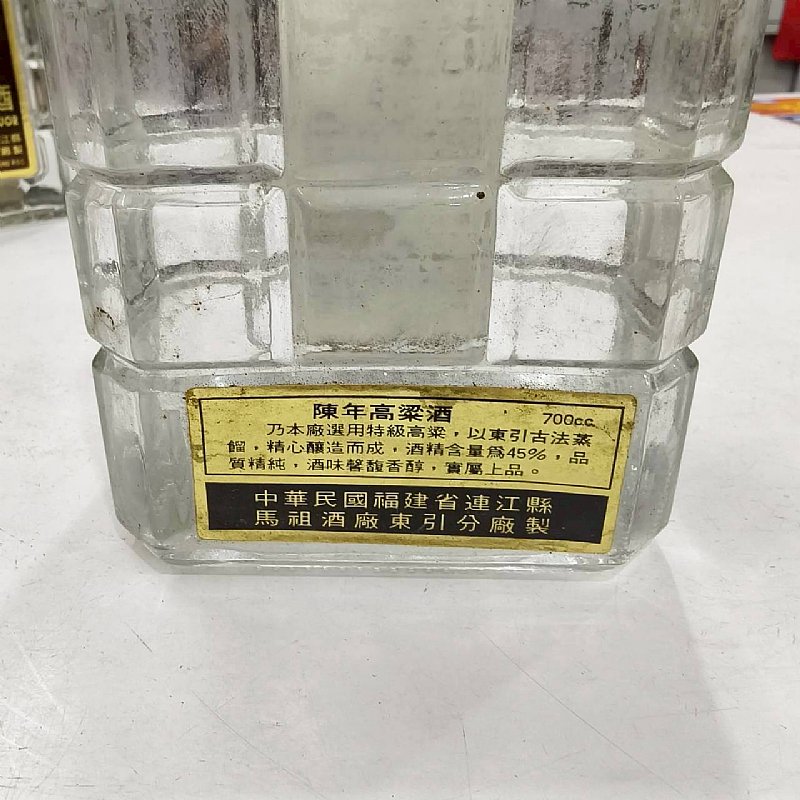 陳年高粱酒 700cc.
乃本廠選用特級高粱，以東引古法蒸
餾，精心釀造而成，酒精含量為45%，品
質精純，酒味馨馥香醇，實屬上品。
中華民國福建省連江縣
馬祖酒廠東引分廠製